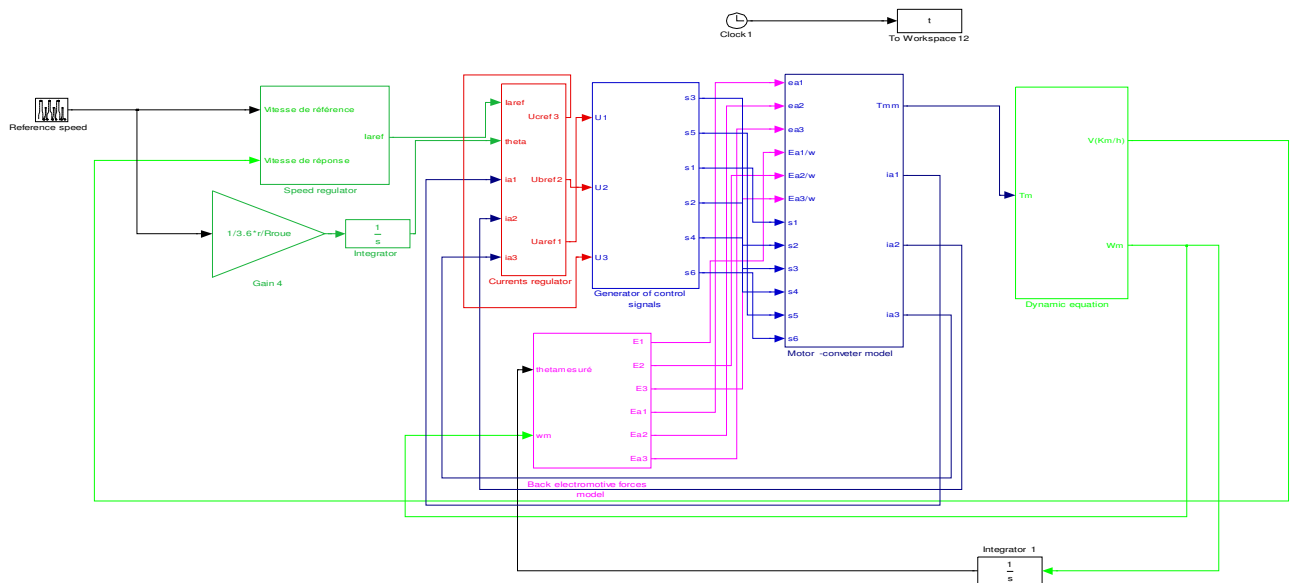 Clock1
t
To Workspace12
Reference speed
Vitesse de référence
Vitesse de réponse
Iaref
Speed regulator
1/3.6*r/Rroue
Gain 4
1
s
Integrator
Iaref
theta
ia1
ia2
ia3
Ucref3
Ubref2
Uaref1
Currents regulator
U1
U2
U3
s3
s5
s1
s2
s4
s6
Generator of control
signals
ea1
ea2
ea3
Ea1/w
Ea2/w
Ea3/w
s1
s2
s3
s4
s5
s6
Tmm
ia1
ia2
ia3
Motor -conveter model
Tm
V(Km/h)
Wm
Dynamic equation
thetamesuré
wm
E1
E2
E3
Ea1
Ea2
Ea3
Back electromotive forces
model
Integrator 1
1
s